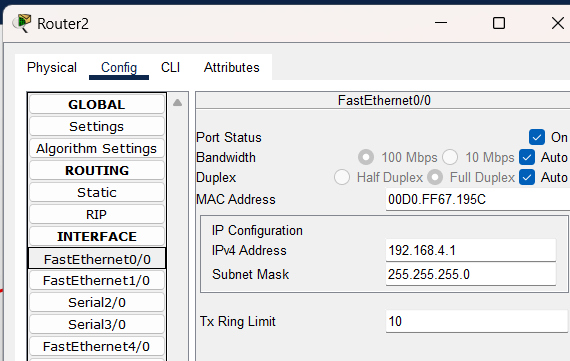 Router2
Physical Config CLI Attributes
GLOBAL
Settings
Algorithm Settings
ROUTING
Static
RIP
INTERFACE
FastEthernet0/0
FastEthernet1/0
Serial2/0
Serial3/0
FastEthernet4/0
FastEthernet0/0
Port Status On
Bandwidth 100 Mbps 10 Mbps Auto
Duplex Half Duplex Full Duplex Auto
MAC Address 00D0.FF67.195C
IP Configuration
IPv4 Address 192.168.4.1
Subnet Mask 255.255.255.0
Tx Ring Limit 10